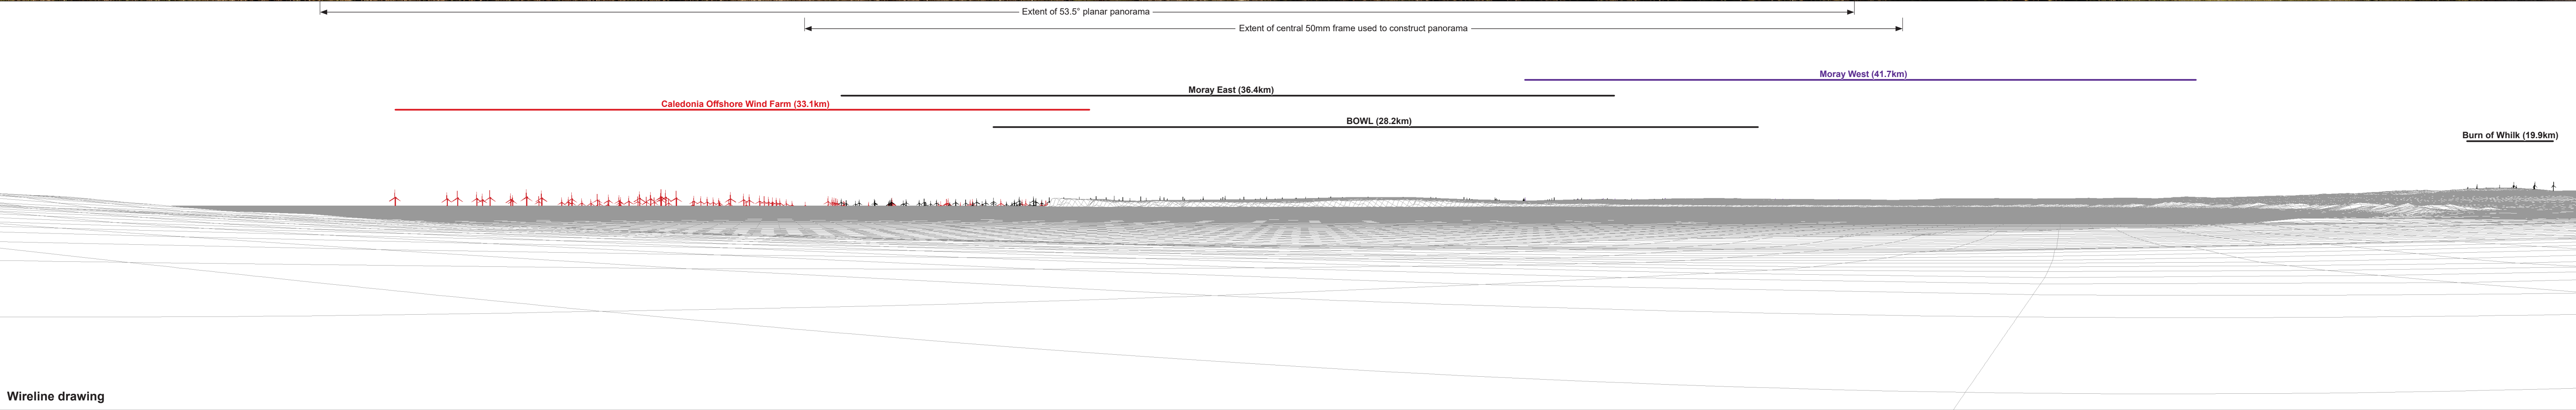 Extent of 53.5° planar panorama
Extent of central 50mm frame used to construct panorama
Moray West (41.7km)
Moray East (36.4km)
Caledonia Offshore Wind Farm (33.1km)
BOWL (28.2km)
Burn of Whilk (19.9km)
Wireline drawing